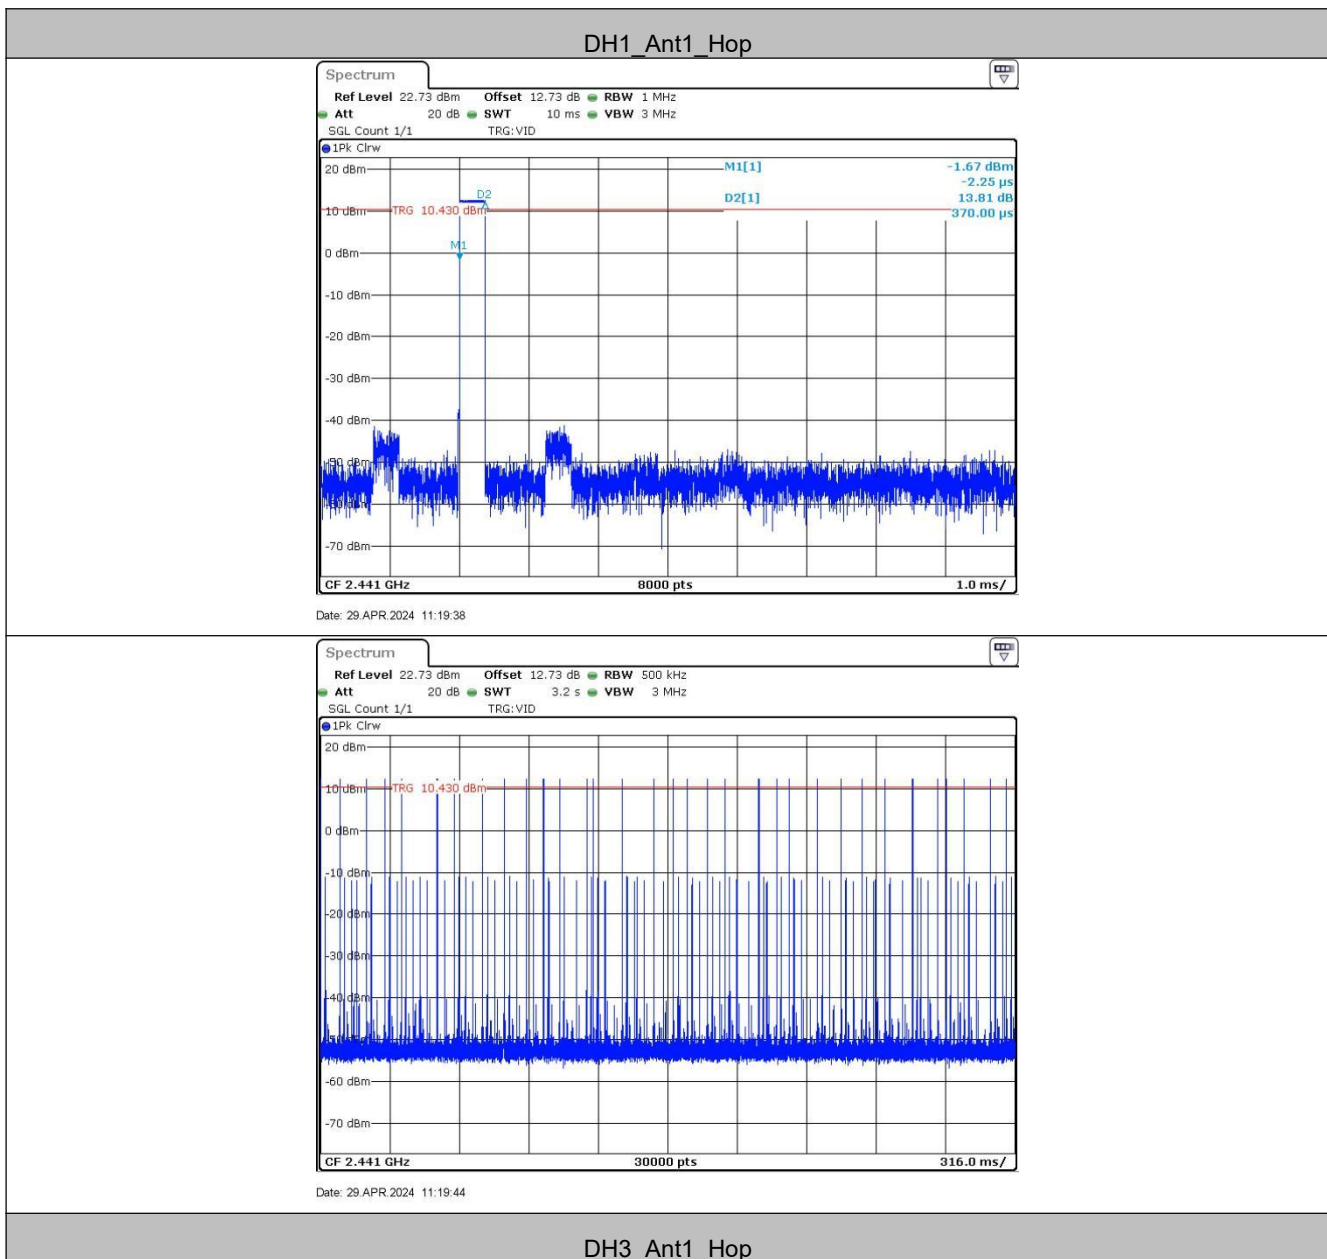 DH1_Ant1_Hop
Spectrum
Ref Level 22.73 dBm Offset 12.73 dB RBW 1 MHz
Att 20 dB SWT 10 ms VBW 3 MHz
SGL Count 1/1 TRG:VID
1Pk Clrw
M1[1] -1.67 dBm
-2.25 µs
D2[1] 13.81 dB
370.00 µs
20 dBm
D2
10 dBm
TRG 10.430 dBm
M1
0 dBm
-10 dBm
-20 dBm
-30 dBm
-40 dBm
-50 dBm
-70 dBm
CF 2.441 GHz 8000 pts 1.0 ms/
Date: 29.APR.2024 11:19:38
Spectrum
Ref Level 22.73 dBm Offset 12.73 dB RBW 500 kHz
Att 20 dB SWT 3.2 s VBW 3 MHz
SGL Count 1/1 TRG:VID
1Pk Clrw
20 dBm
10 dBm
TRG 10.430 dBm
0 dBm
-10 dBm
-20 dBm
-30 dBm
-40 dBm
-60 dBm
-70 dBm
CF 2.441 GHz 30000 pts 316.0 ms/
Date: 29.APR.2024 11:19:44
DH3_Ant1_Hop